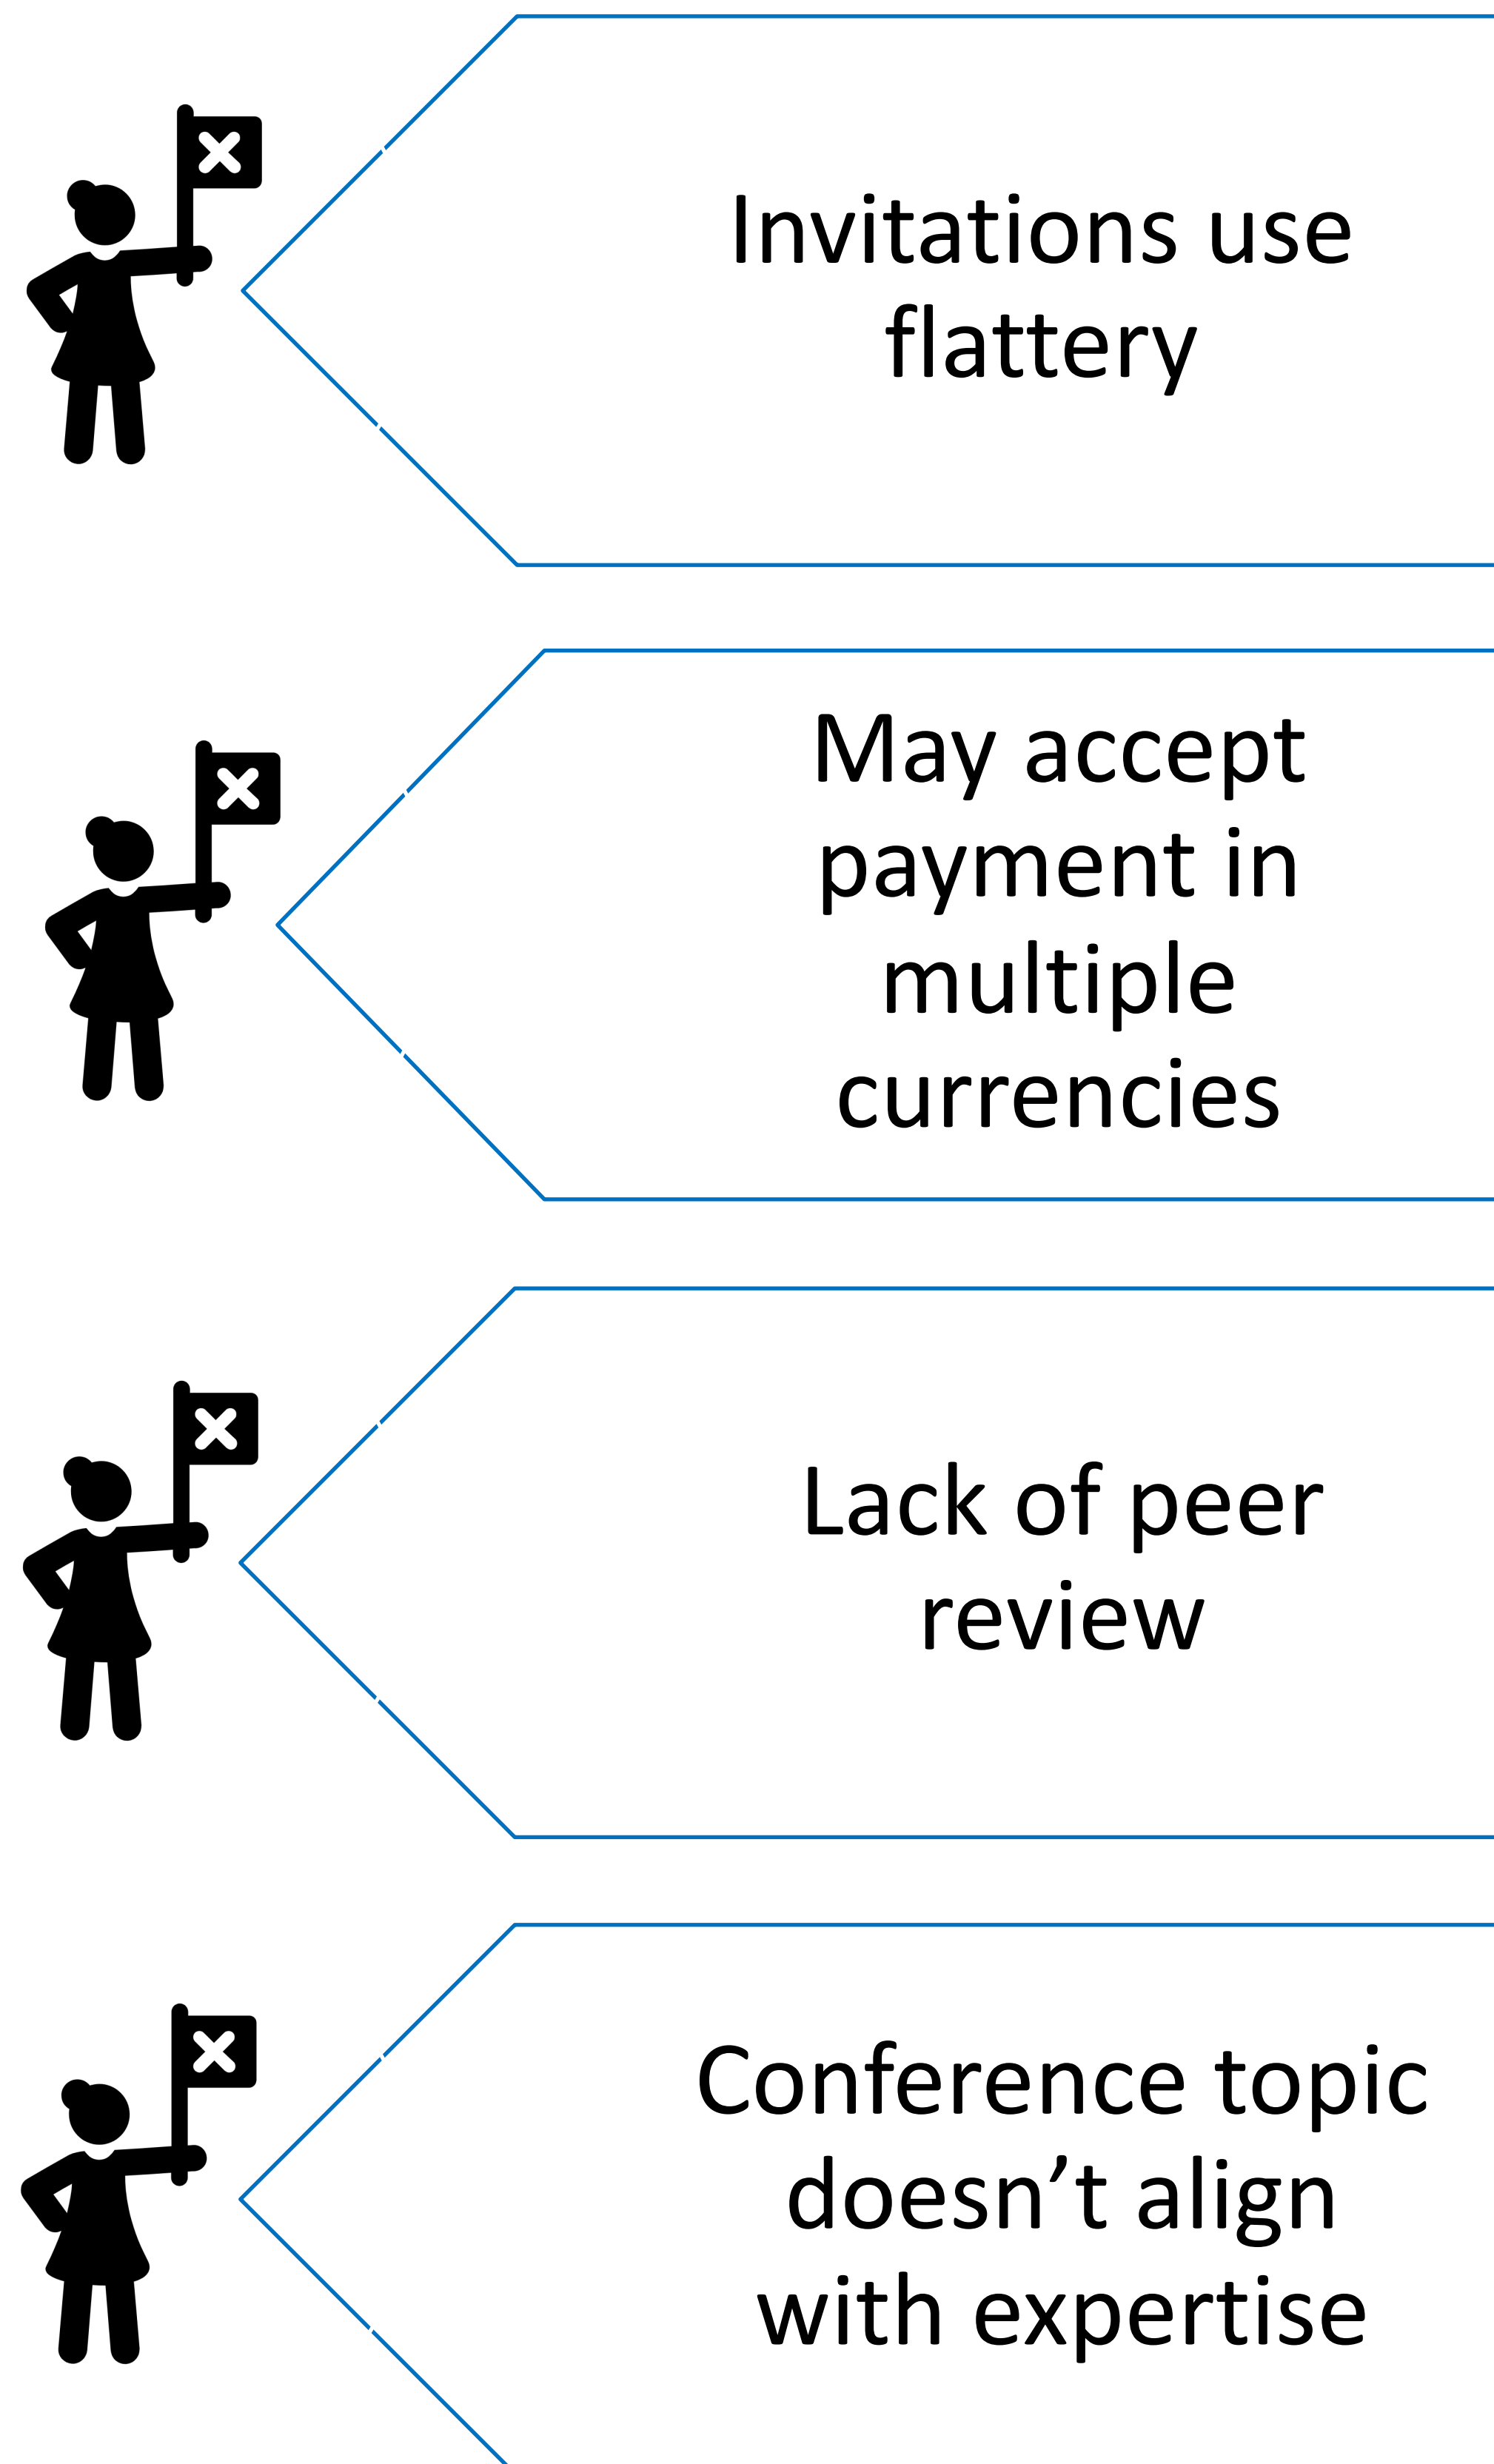 Invitations use
flattery
May accept
payment in
multiple
currencies
Lack of peer
review
Conference topic
doesn’t align
with expertise